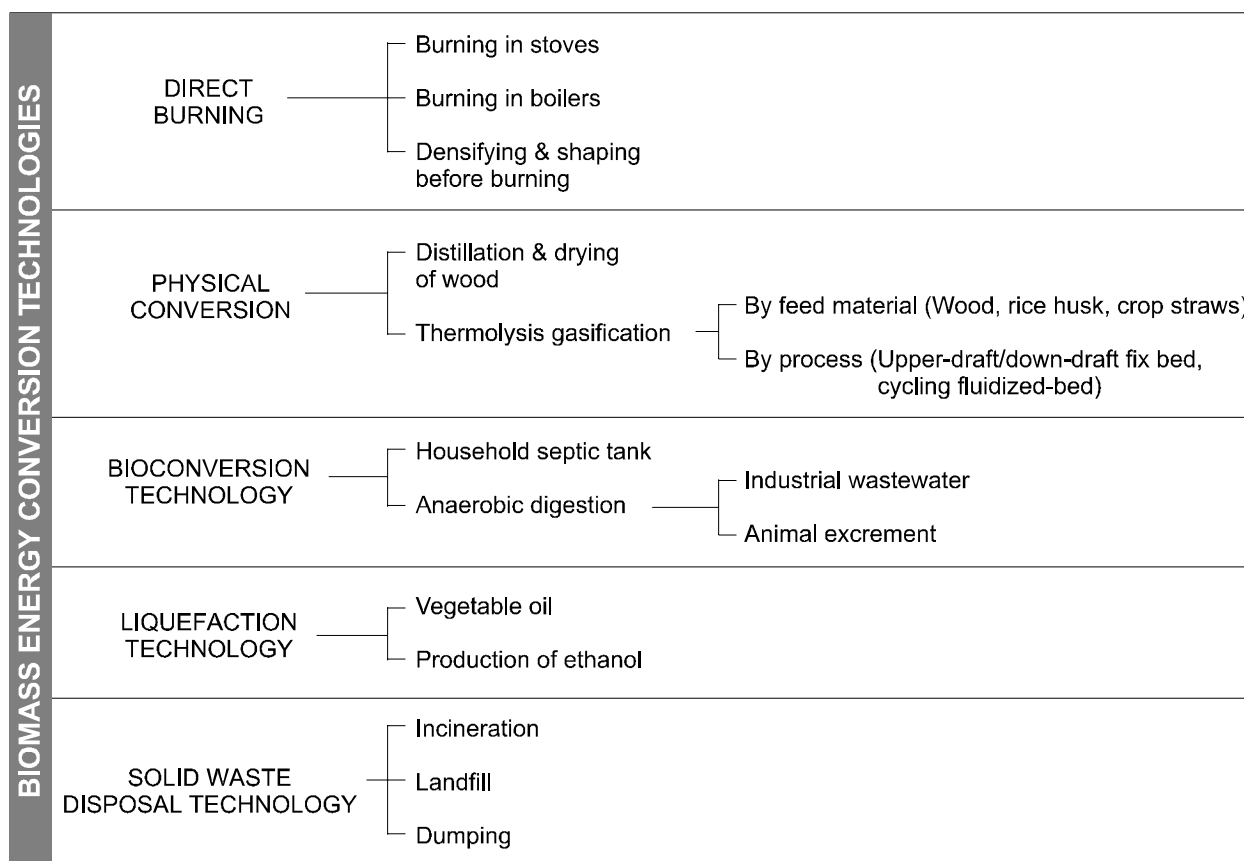 BIOMASS ENERGY CONVERSION TECHNOLOGIES
DIRECT
BURNING
Burning in stoves
Burning in boilers
Densifying & shaping
before burning
PHYSICAL
CONVERSION
Distillation & drying
of wood
Thermolysis gasification
By feed material (Wood, rice husk, crop straws)
By process (Upper-draft/down-draft fix bed,
cycling fluidized-bed)
BIOCONVERSION
TECHNOLOGY
Household septic tank
Anaerobic digestion
Industrial wastewater
Animal excrement
LIQUEFACTION
TECHNOLOGY
Vegetable oil
Production of ethanol
SOLID WASTE
DISPOSAL TECHNOLOGY
Incineration
Landfill
Dumping